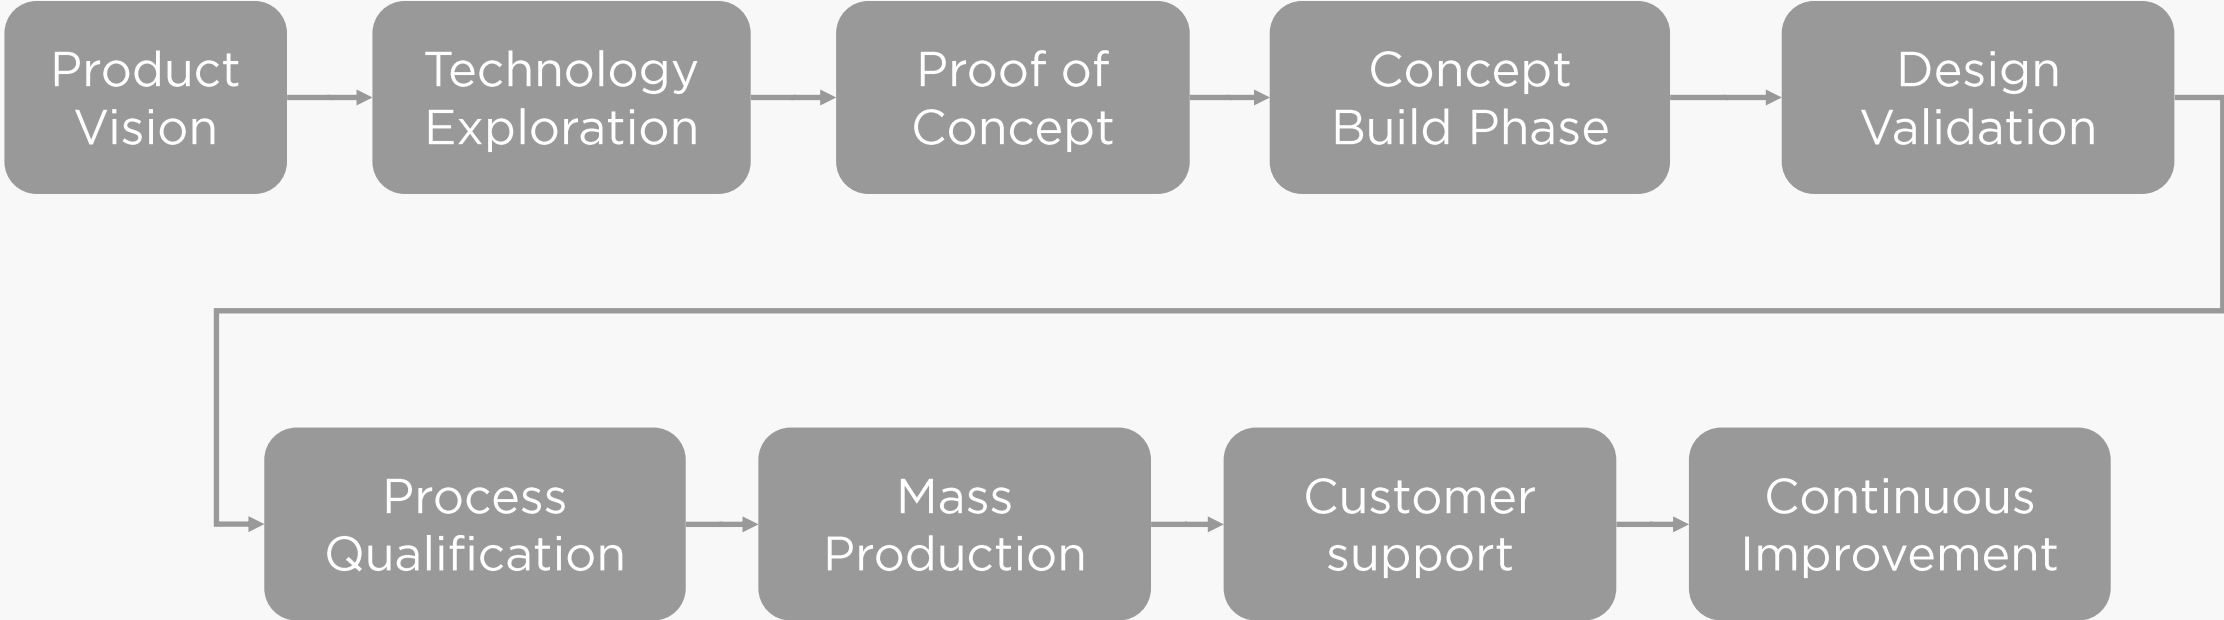 Product
Vision
Technology
Exploration
Proof of
Concept
Concept
Build Phase
Design
Validation
Process
Qualification
Mass
Production
Customer
support
Continuous
Improvement